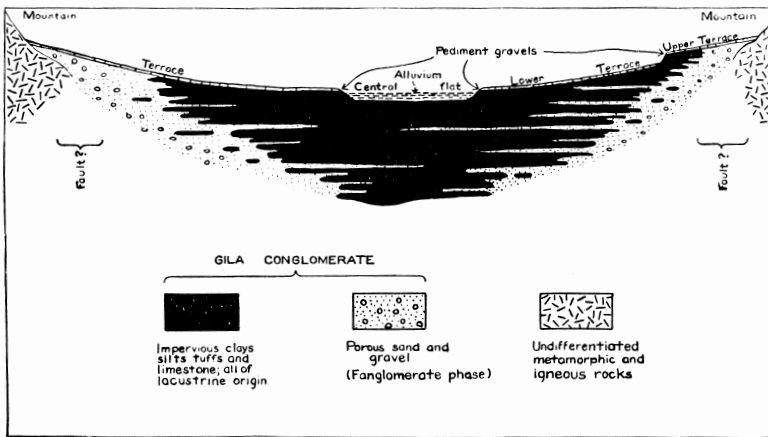 Mountain
Mountain
Upper Terrace
Pediment gravels
Terrace
Alluvium
Central flat
Lower Terrace
Fault?
Fault?
GILA CONGLOMERATE
Impervious clays
silts tuffs and
limestone; all of
lacustrine origin.
Porous sand and
gravel
(Fanglomerate phase)
Undifferentiated
metamorphic and
igneous rocks